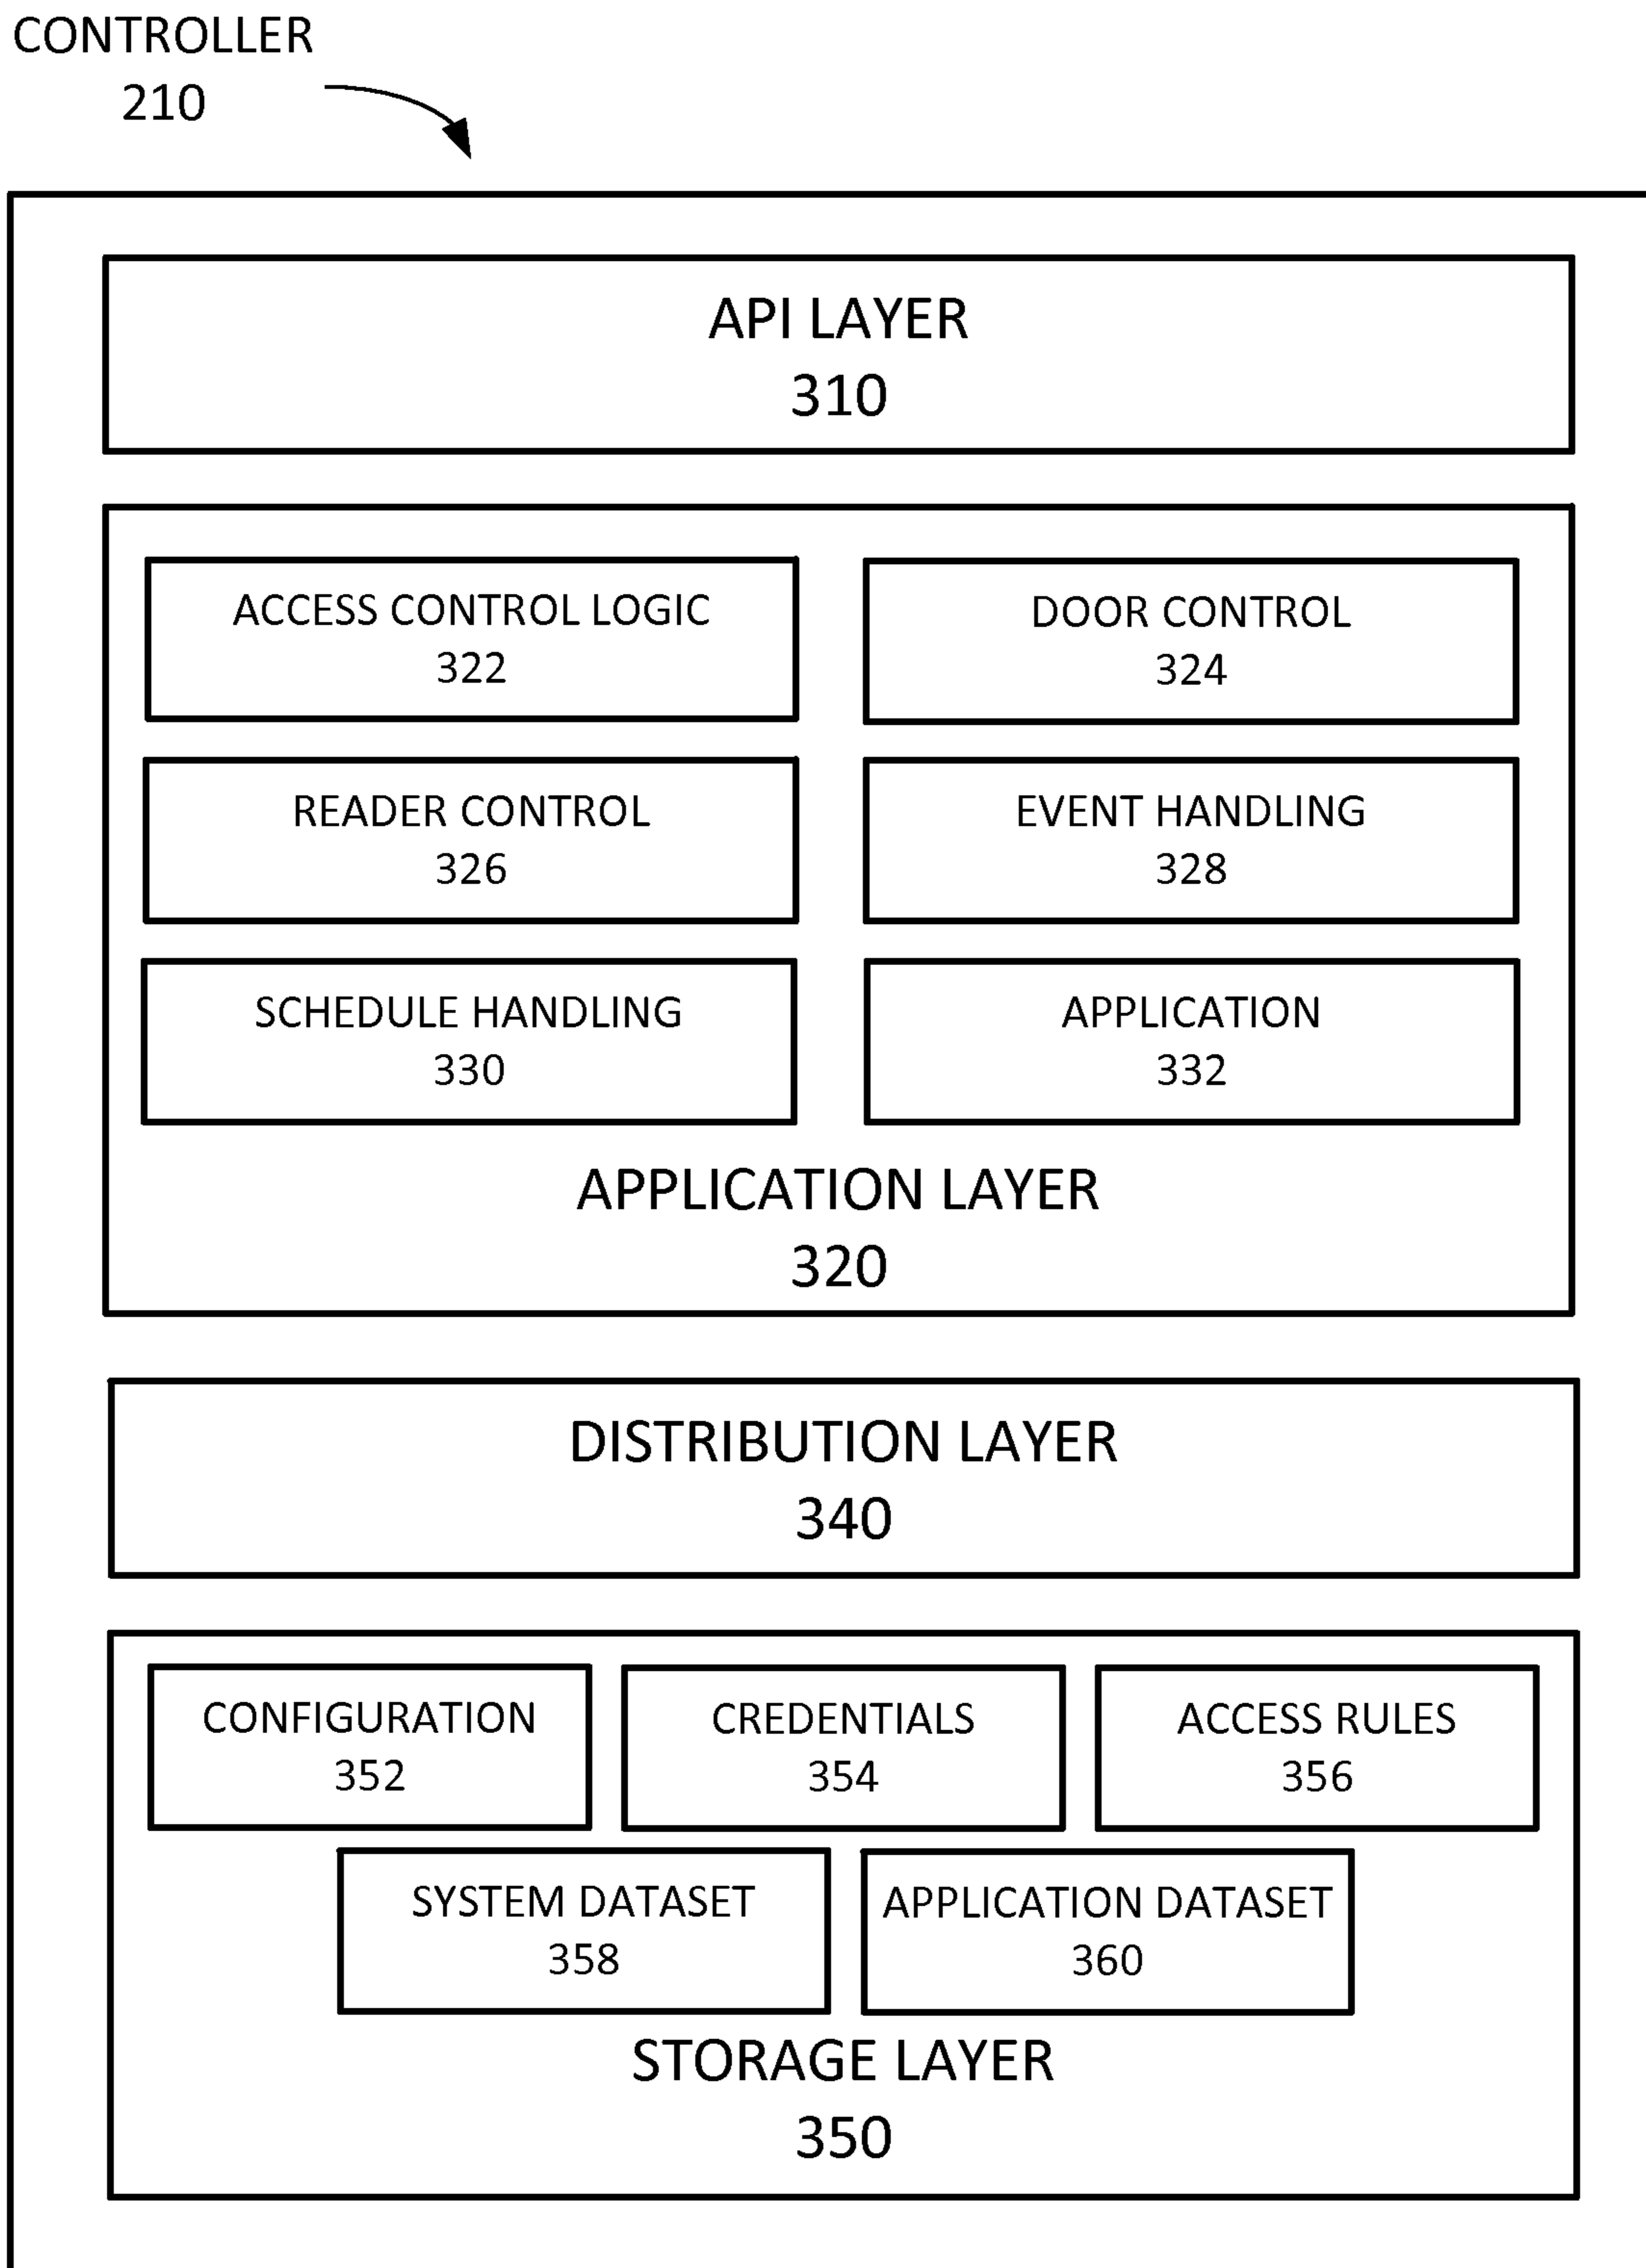 CONTROLLER
210
API LAYER
310
ACCESS CONTROL LOGIC
322
DOOR CONTROL
324
READER CONTROL
326
EVENT HANDLING
328
SCHEDULE HANDLING
330
APPLICATION
332
APPLICATION LAYER
320
DISTRIBUTION LAYER
340
CONFIGURATION
352
CREDENTIALS
354
ACCESS RULES
356
SYSTEM DATASET
358
APPLICATION DATASET
360
STORAGE LAYER
350